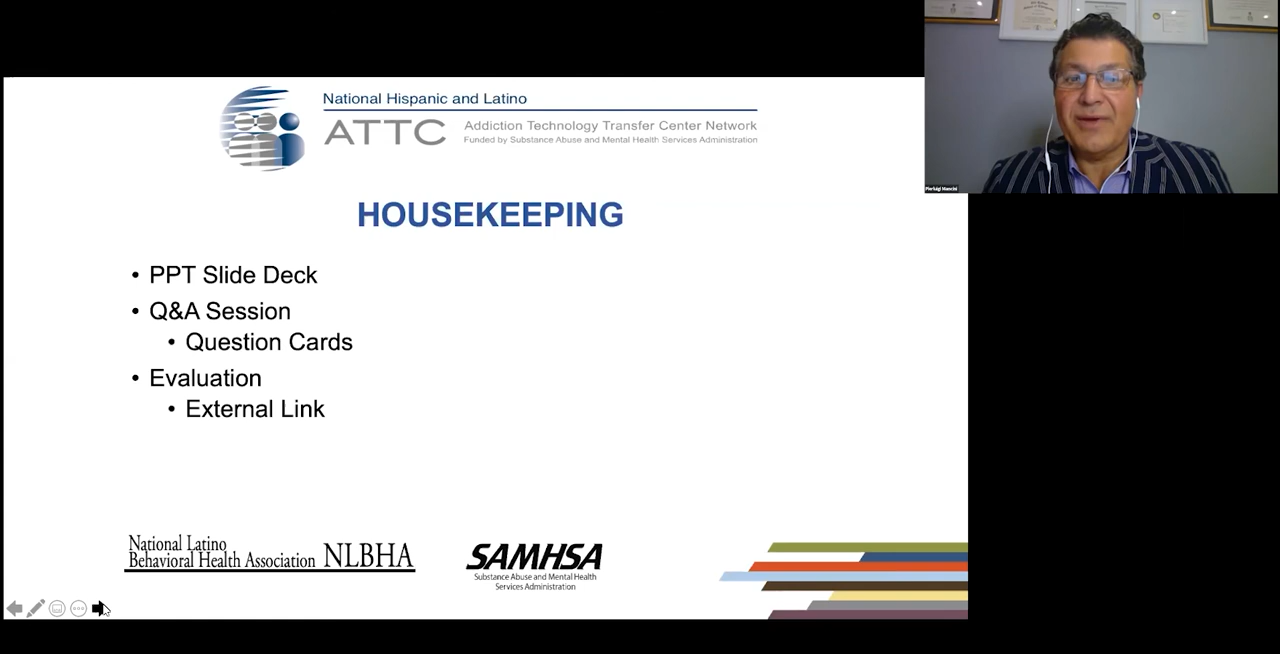 National Hispanic and Latino
ATTC
Addiction Technology Transfer Center Network
Funded by Substance Abuse and Mental Health Services Administration
HOUSEKEEPING
• PPT Slide Deck
• Q&A Session
• Question Cards
• Evaluation
• External Link
National Latino
Behavioral Health Association NLBHA
SAMHSA
Substance Abuse and Mental Health
Services Administration
Pierluigi Mancini